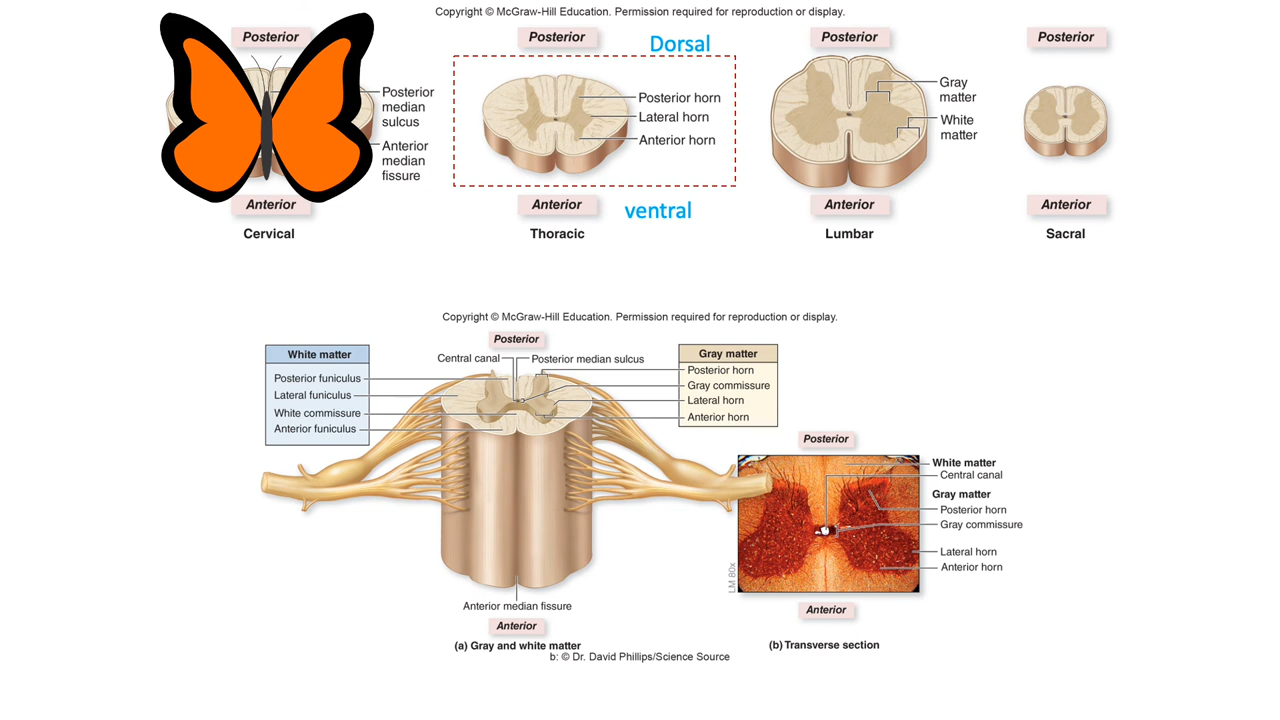 Copyright © McGraw-Hill Education. Permission required for reproduction or display.
Posterior
Posterior
median
sulcus
Anterior
median
fissure
Anterior
Cervical
Posterior
Dorsal
Posterior horn
Lateral horn
Anterior horn
Anterior
ventral
Thoracic
Posterior
Gray
matter
White
matter
Anterior
Lumbar
Posterior
Anterior
Sacral
Copyright © McGraw-Hill Education. Permission required for reproduction or display.
Posterior
White matter
Posterior funiculus
Lateral funiculus
White commissure
Anterior funiculus
Central canal
Posterior median sulcus
Gray matter
Posterior horn
Gray commissure
Lateral horn
Anterior horn
Anterior median fissure
Anterior
(a) Gray and white matter
Posterior
White matter
Central canal
Gray matter
Posterior horn
Gray commissure
Lateral horn
Anterior horn
LM 80x
Anterior
(b) Transverse section
b: © Dr. David Phillips/Science Source